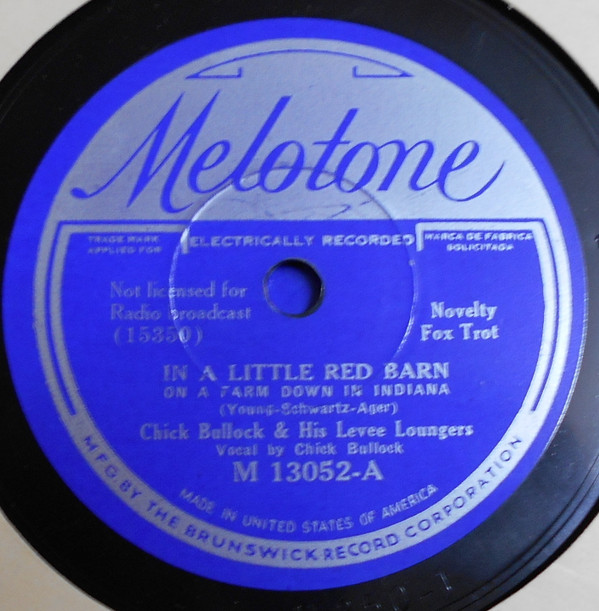 Melotone
TRADE MARK
APPLIED FOR
ELECTRICALLY RECORDED
MARCA DE FABRICA
SOLICITADA
Not licensed for
Radio broadcast
(15350)
Novelty
Fox Trot
IN A LITTLE RED BARN
ON A FARM DOWN IN INDIANA
(Young-Schwartz-Ager)
Chick Bullock & His Levee Loungers
Vocal by Chick Bullock
M 13052-A
MADE IN UNITED STATES OF AMERICA
MFG. BY THE BRUNSWICK RECORD CORPORATION